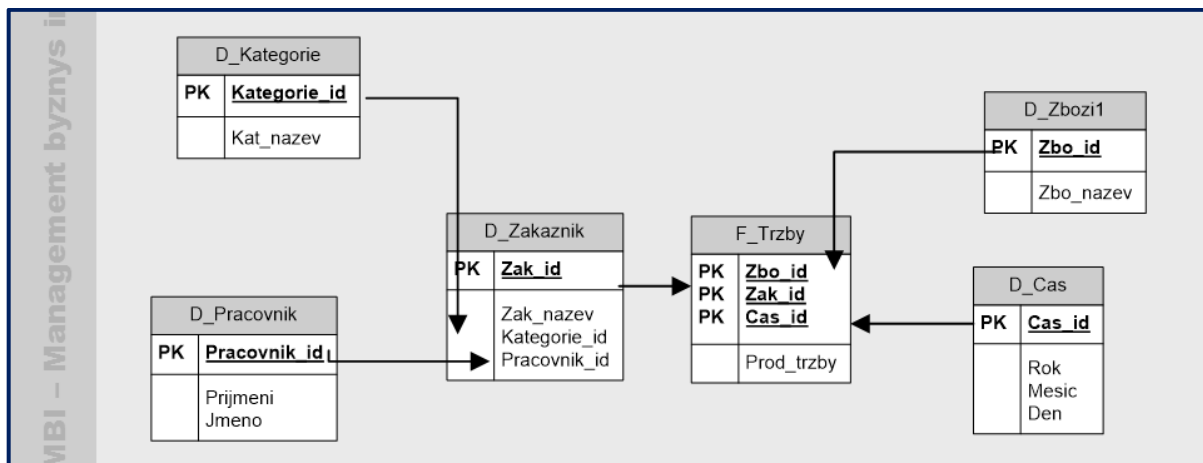 MBI – Management byznys in
D_Kategorie
PK Kategorie_id
Kat_nazev
D_Zbozi1
PK Zbo_id
Zbo_nazev
D_Zakaznik
PK Zak_id
Zak_nazev
Kategorie_id
Pracovnik_id
F_Trzby
PK Zbo_id
PK Zak_id
PK Cas_id
Prod_trzby
D_Pracovnik
PK Pracovnik_id
Prijmeni
Jmeno
D_Cas
PK Cas_id
Rok
Mesic
Den